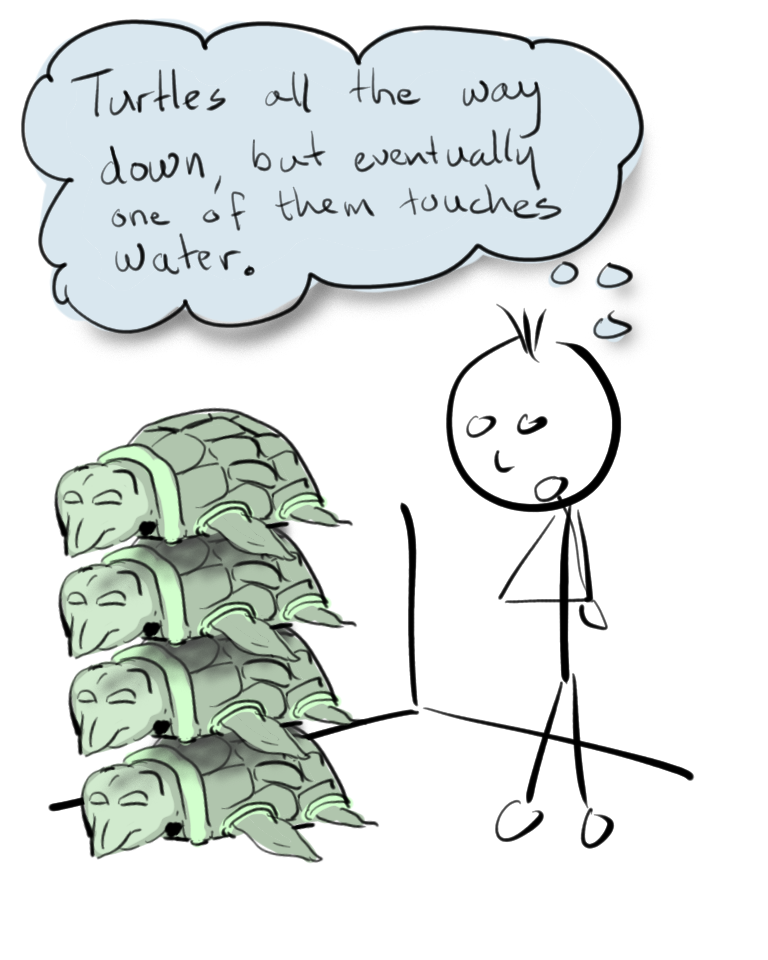 Turtles all the way
down, but eventually
one of them touches
water.